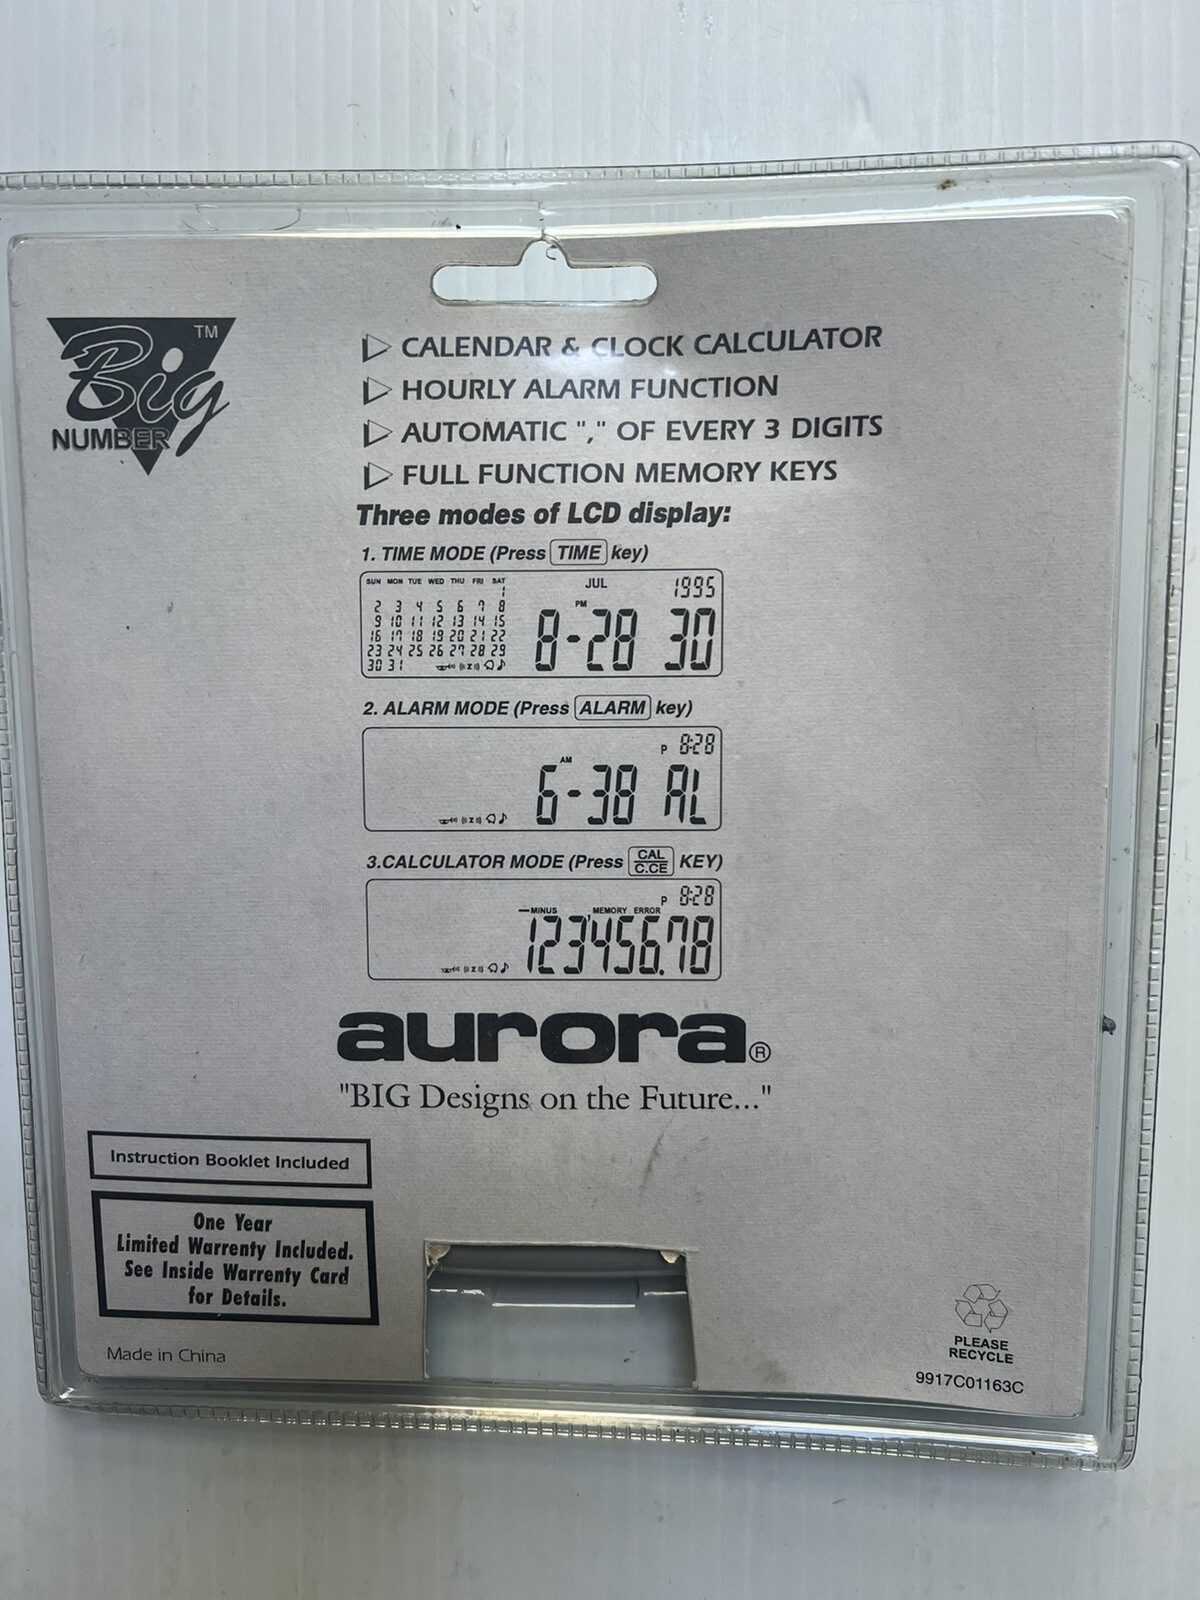 Big TM
NUMBER
▷ CALENDAR & CLOCK CALCULATOR
▷ HOURLY ALARM FUNCTION
▷ AUTOMATIC "," OF EVERY 3 DIGITS
▷ FULL FUNCTION MEMORY KEYS
Three modes of LCD display:
1. TIME MODE (Press TIME key)
SUN MON TUE WED THU FRI SAT
1
2 3 4 5 6 7 8
9 10 11 12 13 14 15
16 17 18 19 20 21 22
23 24 25 26 27 28 29
30 31
((z))
JUL 1995
PM
8-28 30
2. ALARM MODE (Press ALARM key)
P 8:28
AM
6-38 AL
((z))
3.CALCULATOR MODE (Press CAL C.CE KEY)
P 8:28
—MINUS MEMORY ERROR
123'456.78
((z))
aurora®
"BIG Designs on the Future..."
Instruction Booklet Included
One Year
Limited Warrenty Included.
See Inside Warrenty Card
for Details.
Made in China
PLEASE
RECYCLE
9917C01163C